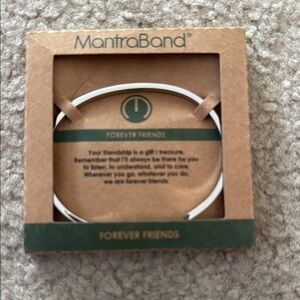 MantraBand®
FOREVER FRIENDS
Your friendship is a gift I treasure.
Remember that I'll always be there for you
to listen, to understand, and to care.
Wherever you go, whatever you do,
we are forever friends.
FOREVER FRIENDS